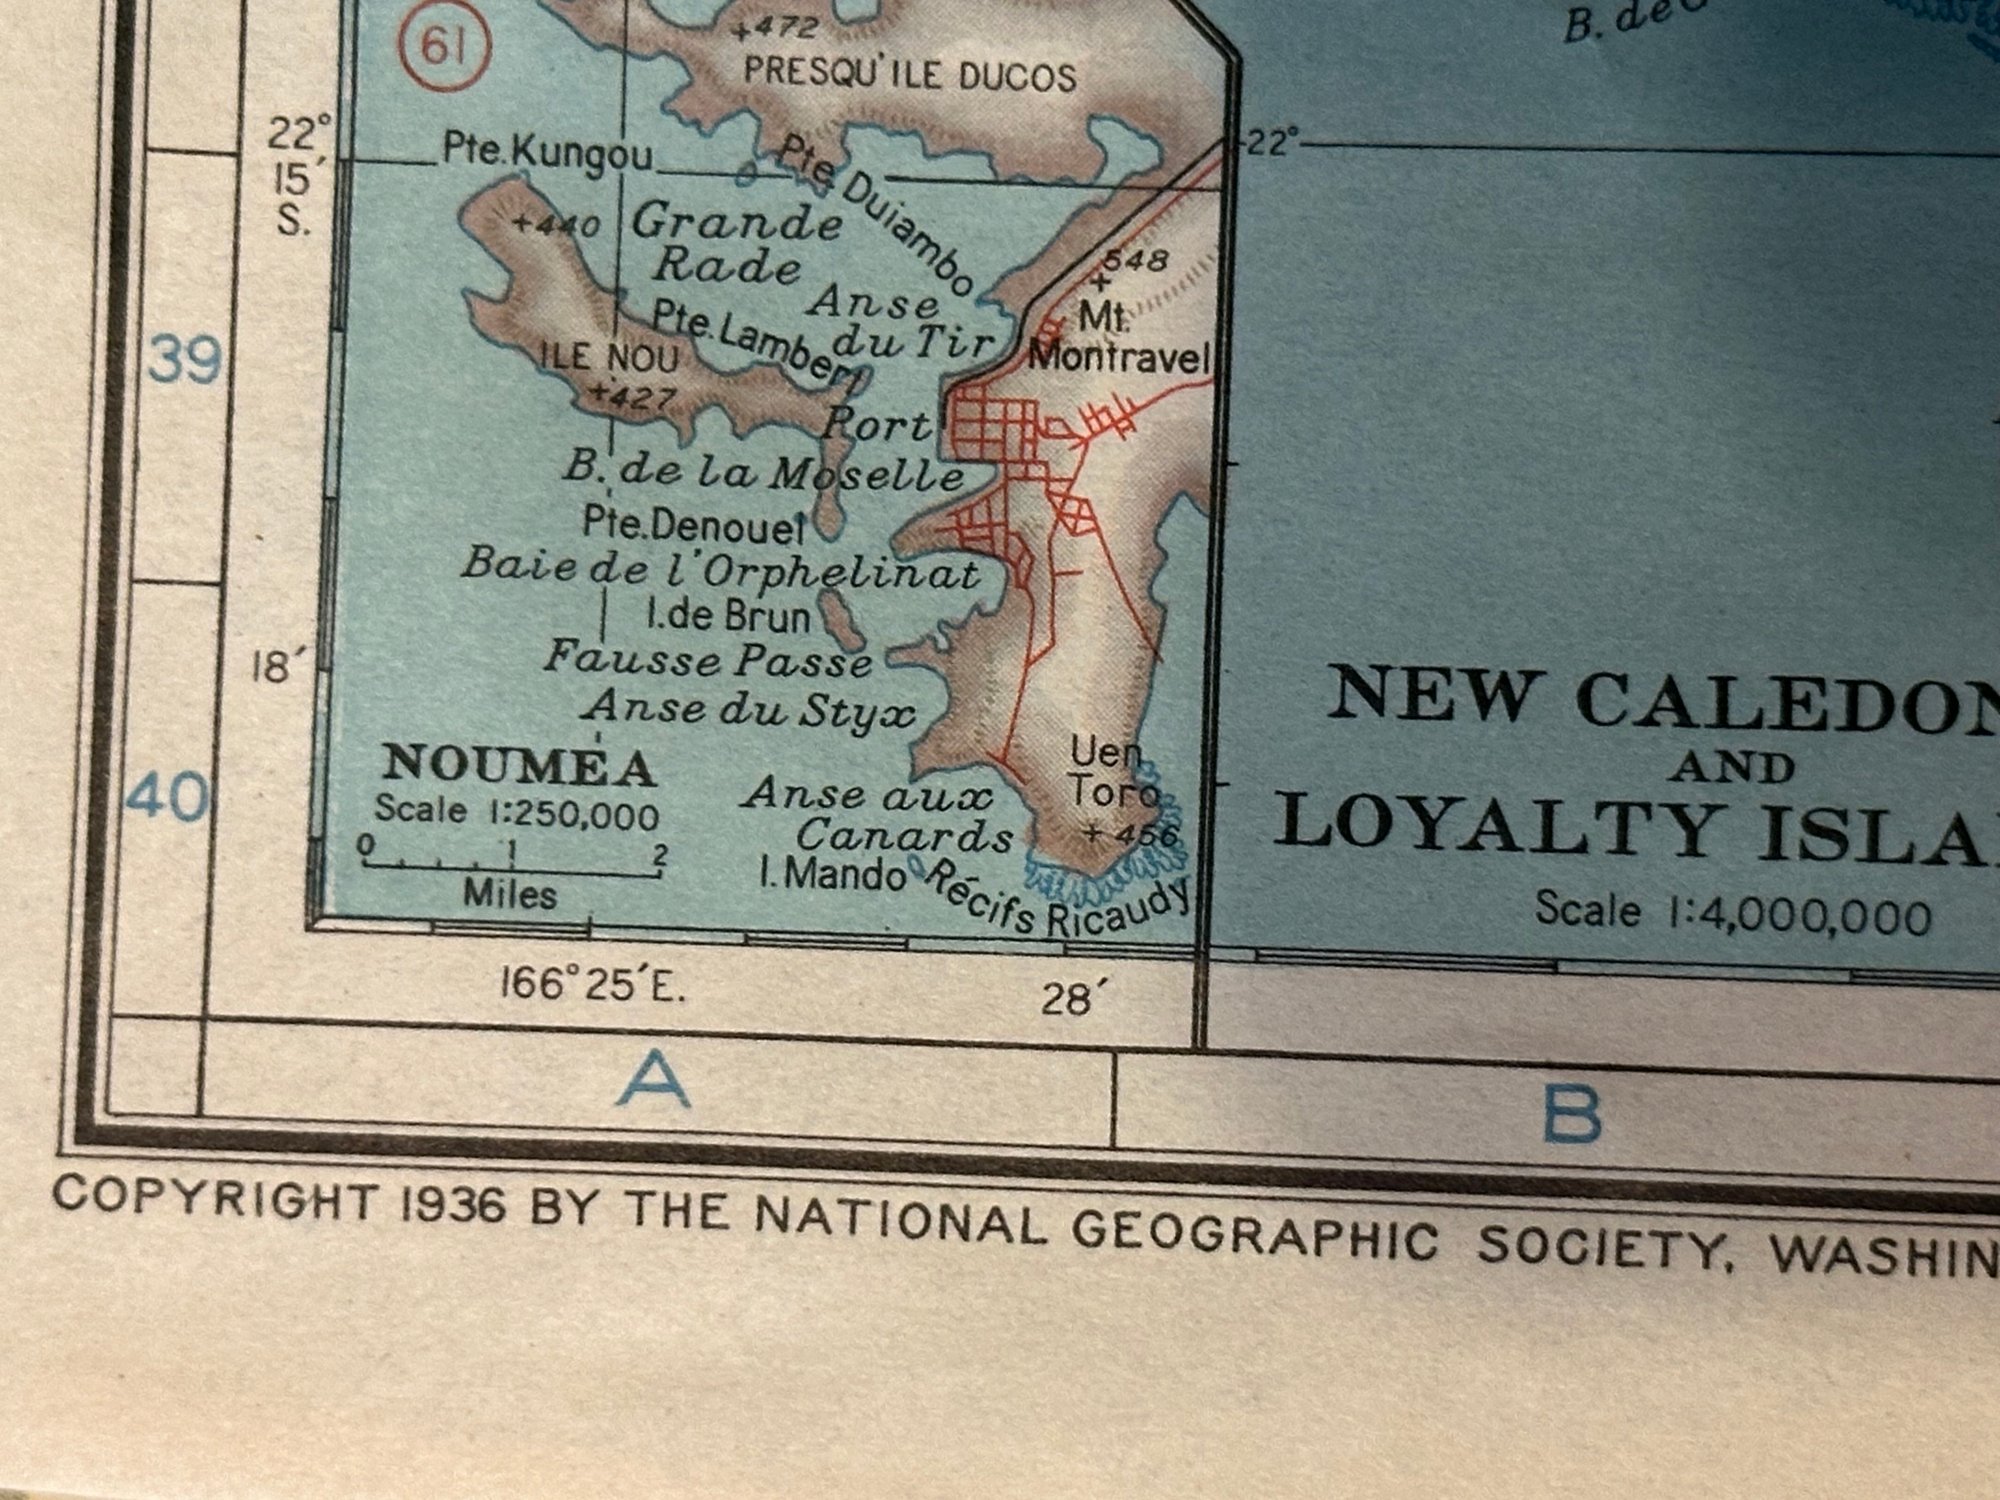 61
+472
PRESQU'ILE DUCOS
B. de
22°
15′
S.
Pte. Kungou
Pte. Duiambo
22°
+440
Grande
Rade
Anse
du Tir
548
+
Mt.
Montravel
Pte. Lambert
39
ILE NOU
+427
Port
B. de la Moselle
Pte. Denouel
Baie de l'Orphelinat
I. de Brun
18′
Fausse Passe
Anse du Styx
NOUMÉA
Scale 1:250,000
0 1 2
Miles
40
Uen
Toro
+ 456
Anse aux
Canards
I. Mando
Récifs Ricaudy
NEW CALEDON
AND
LOYALTY ISLA
Scale 1:4,000,000
166° 25′ E.
28′
A
B
COPYRIGHT 1936 BY THE NATIONAL GEOGRAPHIC SOCIETY, WASHIN